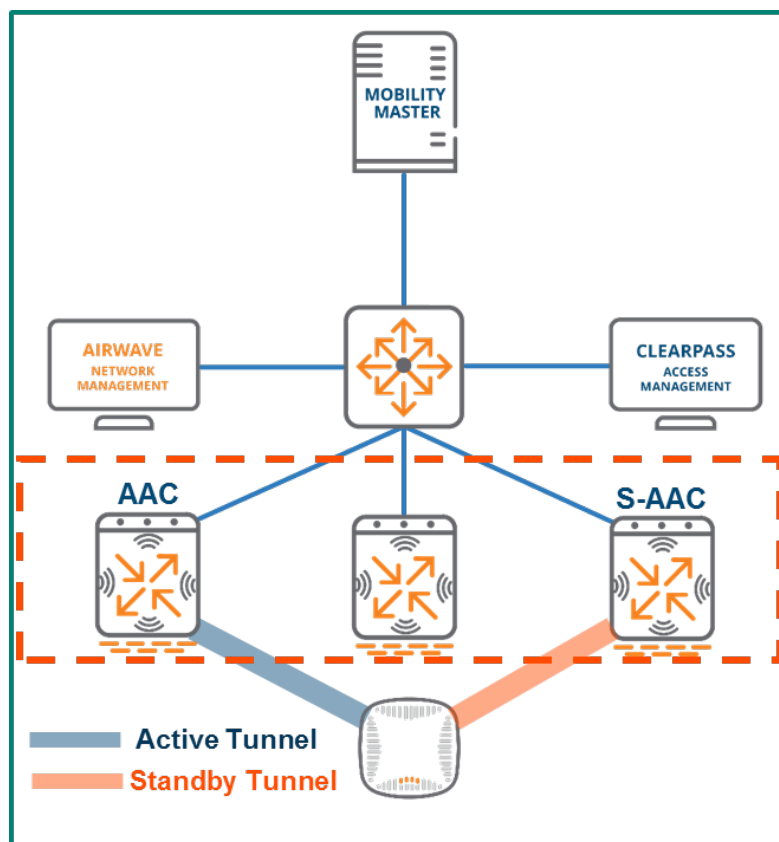 MOBILITY
MASTER
AIRWAVE
NETWORK
MANAGEMENT
CLEARPASS
ACCESS
MANAGEMENT
AAC
S-AAC
Active Tunnel
Standby Tunnel